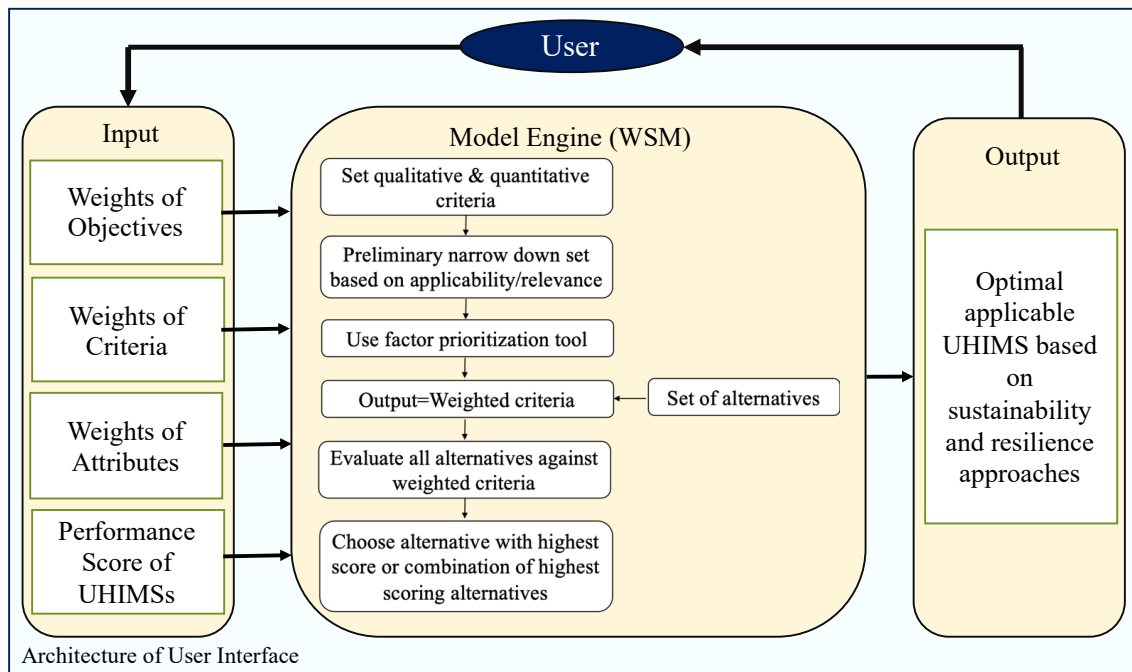 User
Input
Weights of
Objectives
Weights of
Criteria
Weights of
Attributes
Performance
Score of
UHIMSs
Model Engine (WSM)
Set qualitative & quantitative
criteria
Preliminary narrow down set
based on applicability/relevance
Use factor prioritization tool
Output=Weighted criteria
Set of alternatives
Evaluate all alternatives against
weighted criteria
Choose alternative with highest
score or combination of highest
scoring alternatives
Output
Optimal
applicable
UHIMS based
on
sustainability
and resilience
approaches
Architecture of User Interface